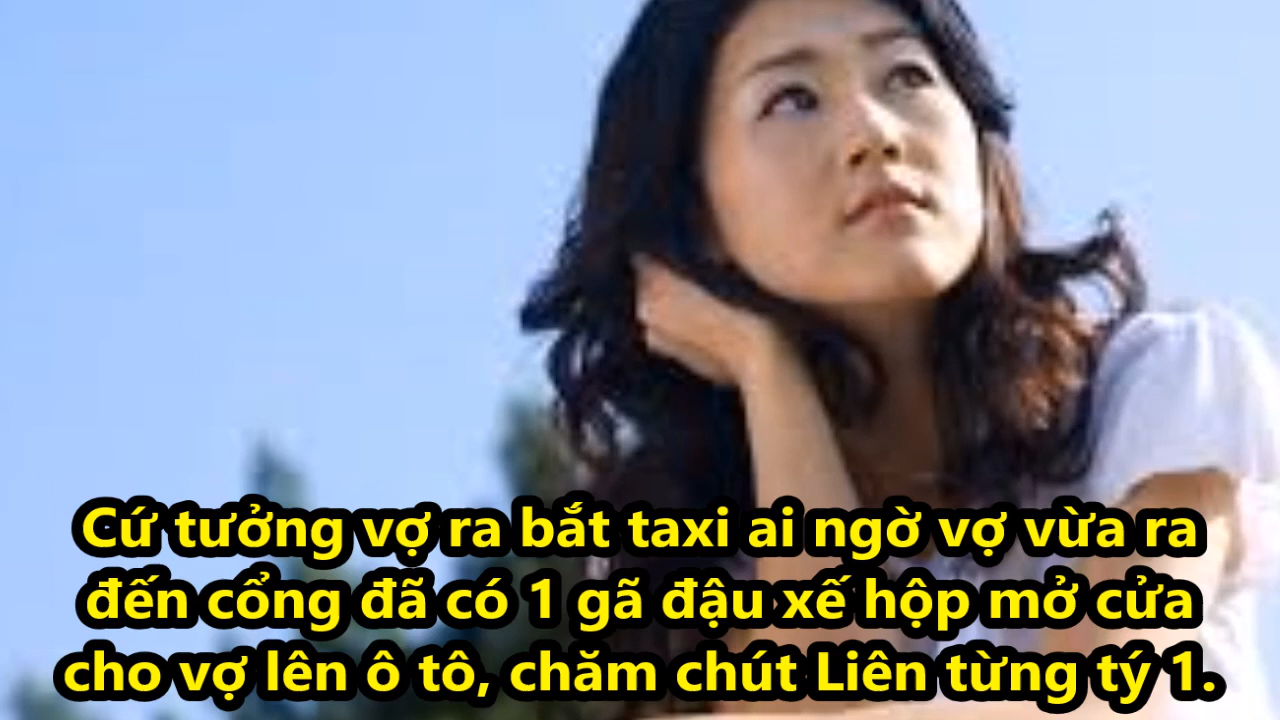 Cứ tưởng vợ ra bắt taxi ai ngờ vợ vừa ra
đến cổng đã có 1 gã đậu xế hộp mở cửa
cho vợ lên ô tô, chăm chút Liên từng tý 1.